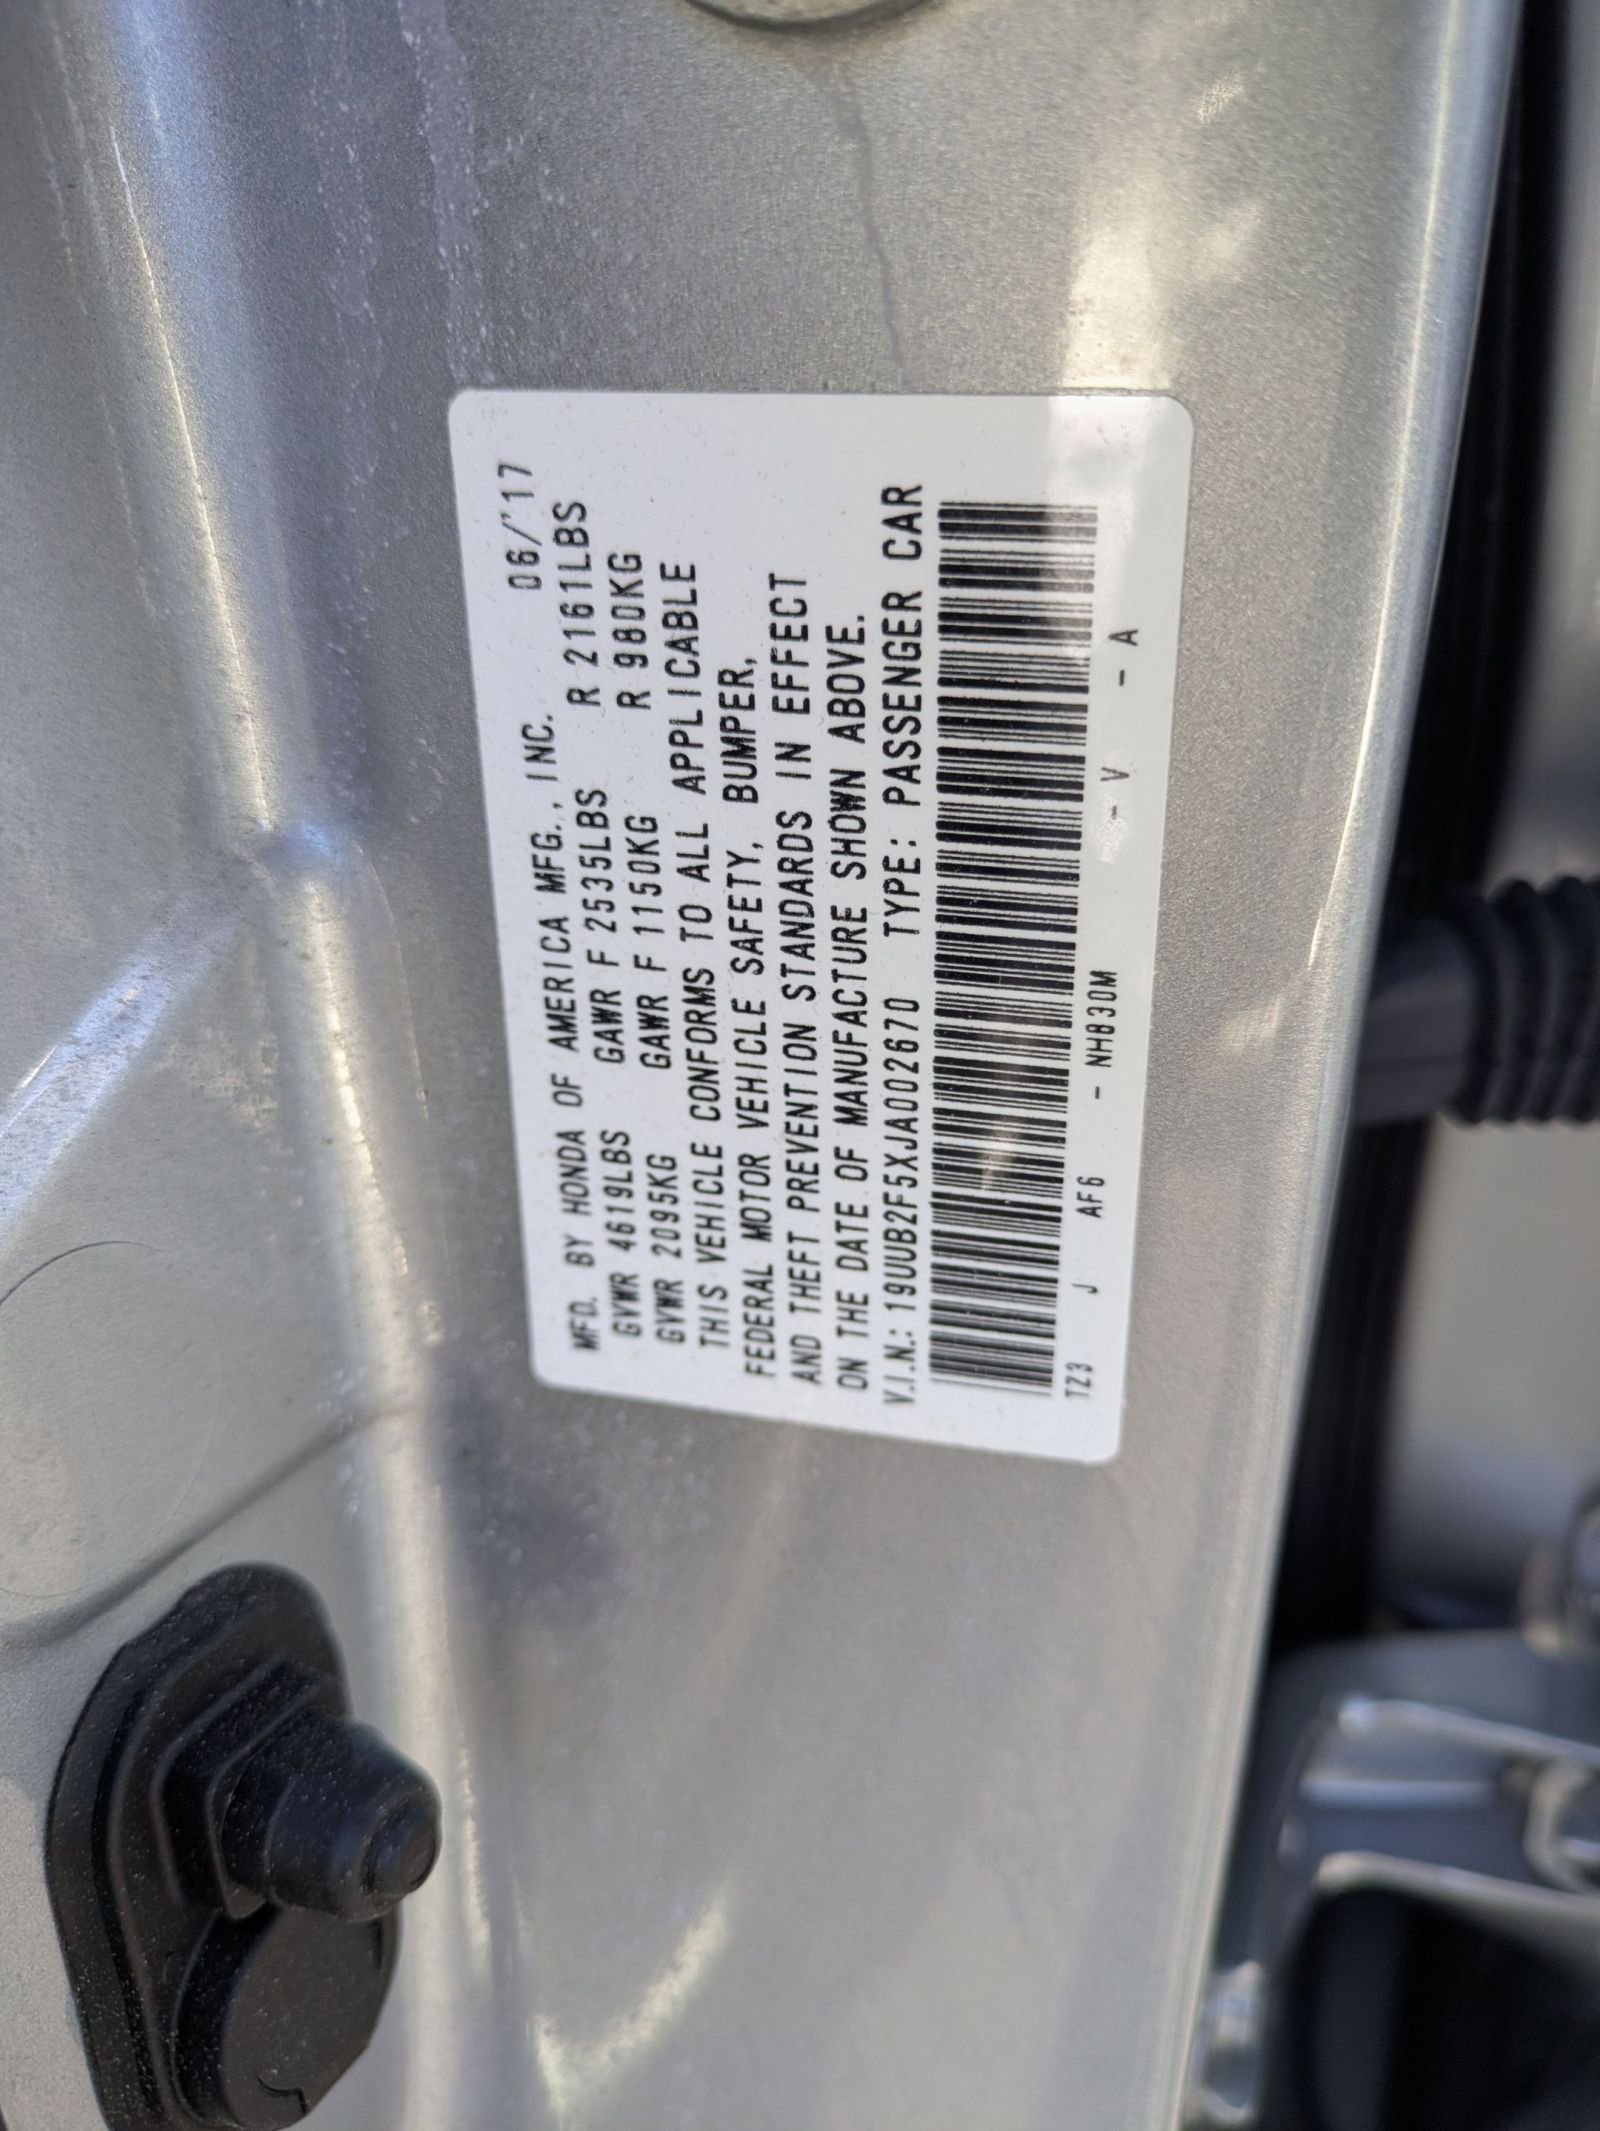 MFD. BY HONDA OF AMERICA MFG., INC. 06/'17
GVWR 4619LBS GAWR F 2535LBS R 2161LBS
GVWR 2095KG GAWR F 1150KG R 980KG
THIS VEHICLE CONFORMS TO ALL APPLICABLE
FEDERAL MOTOR VEHICLE SAFETY, BUMPER,
AND THEFT PREVENTION STANDARDS IN EFFECT
ON THE DATE OF MANUFACTURE SHOWN ABOVE.
V.I.N.: 19UUB2F5XJA002670 TYPE: PASSENGER CAR
TZ3 J AF6 - NH830M - V - A